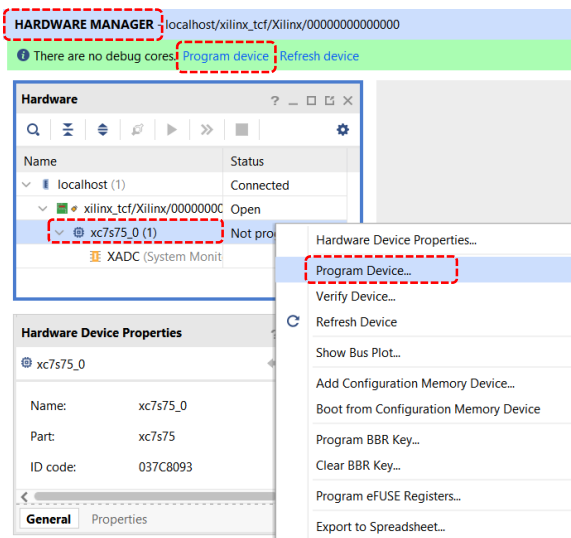 HARDWARE MANAGER - localhost/xilinx_tcf/Xilinx/00000000000000
There are no debug cores. Program device Refresh device
Hardware
Name Status
localhost (1) Connected
xilinx_tcf/Xilinx/00000000 Open
xc7s75_0 (1) Not pro
XADC (System Monit
Hardware Device Properties...
Program Device...
Verify Device...
Refresh Device
Show Bus Plot...
Add Configuration Memory Device...
Boot from Configuration Memory Device
Program BBR Key...
Clear BBR Key...
Program eFUSE Registers...
Export to Spreadsheet...
Hardware Device Properties
xc7s75_0
Name: xc7s75_0
Part: xc7s75
ID code: 037C8093
General Properties